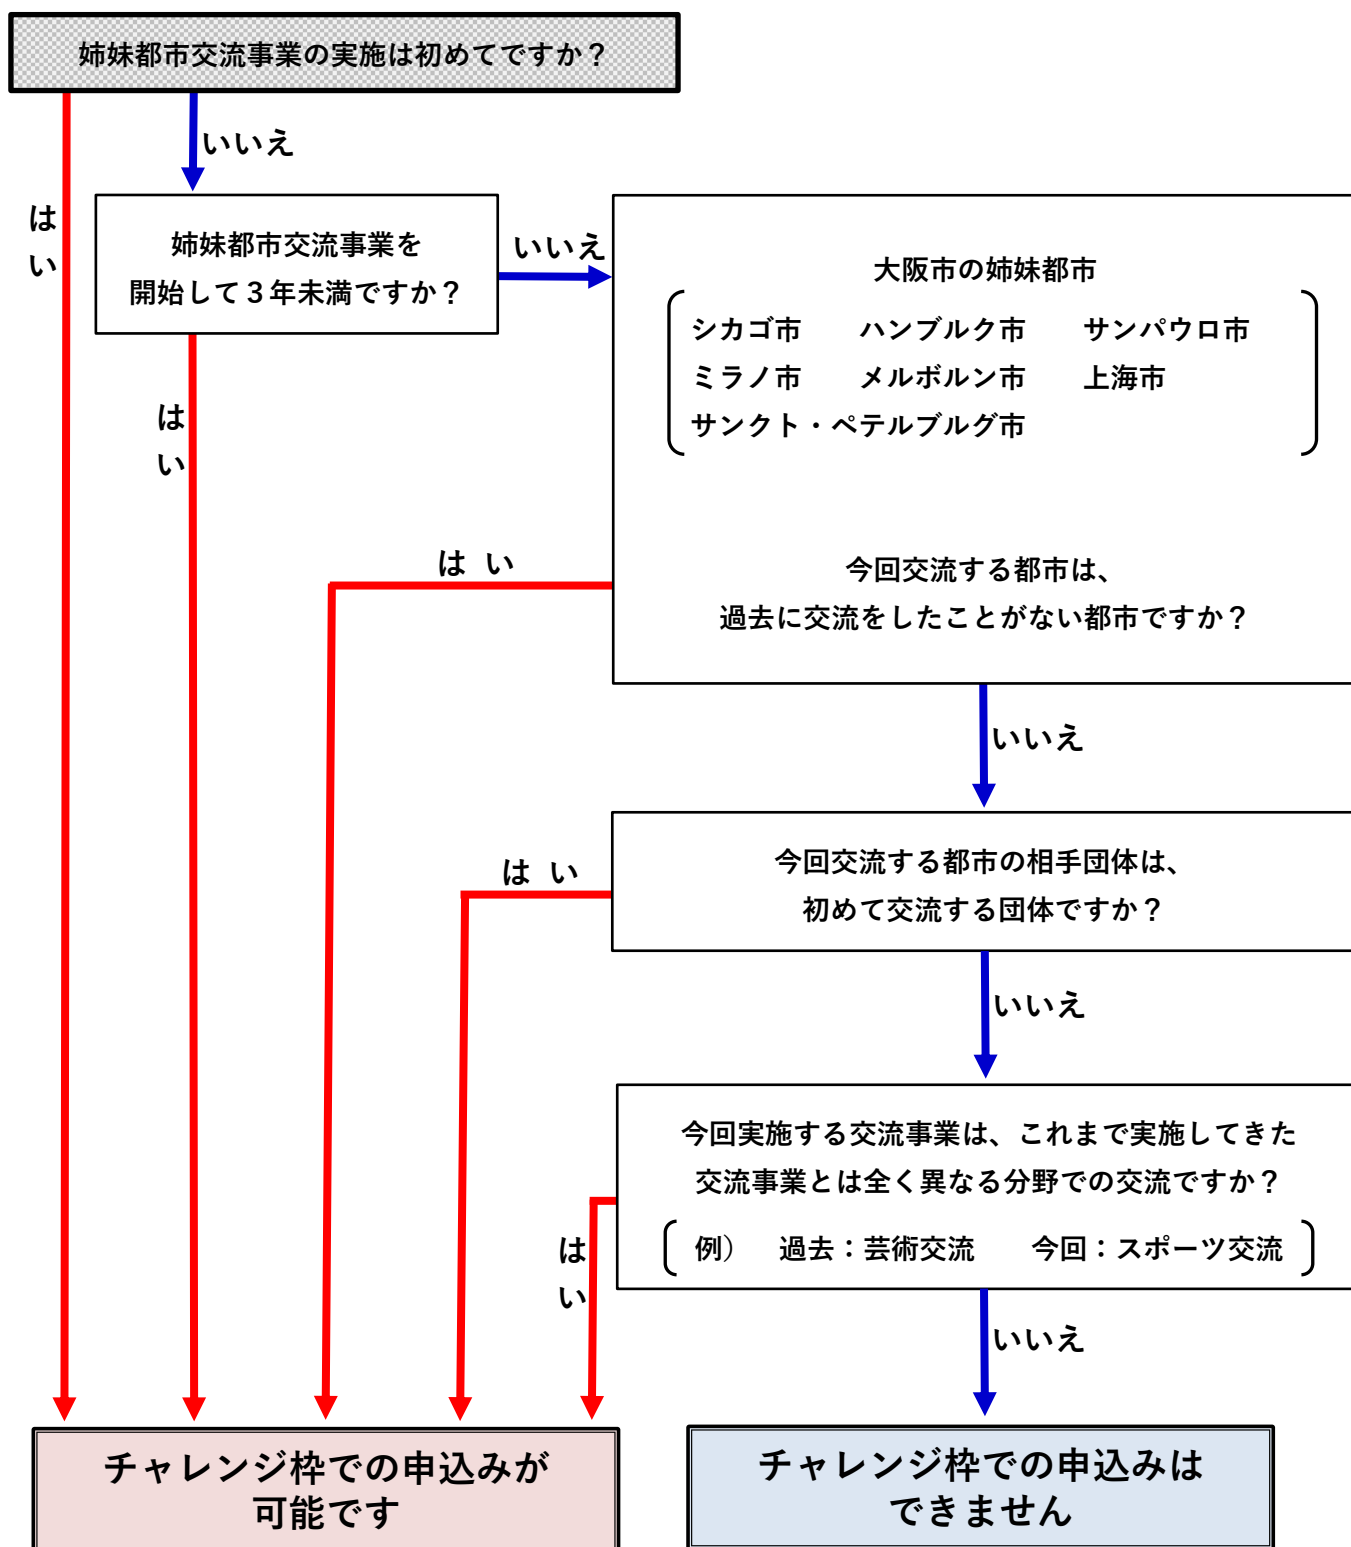 姉妹都市交流事業の実施は初めてですか？
いいえ
はい
姉妹都市交流事業を
開始して３年未満ですか？
いいえ
はい
大阪市の姉妹都市
シカゴ市　ハンブルク市　サンパウロ市
ミラノ市　メルボルン市　上海市
サンクト・ペテルブルグ市
今回交流する都市は、
過去に交流をしたことがない都市ですか？
は い
いいえ
今回交流する都市の相手団体は、
初めて交流する団体ですか？
は い
いいえ
今回実施する交流事業は、これまで実施してきた
交流事業とは全く異なる分野での交流ですか？
例）　過去：芸術交流　　今回：スポーツ交流
はい
いいえ
チャレンジ枠での申込みが
可能です
チャレンジ枠での申込みは
できません